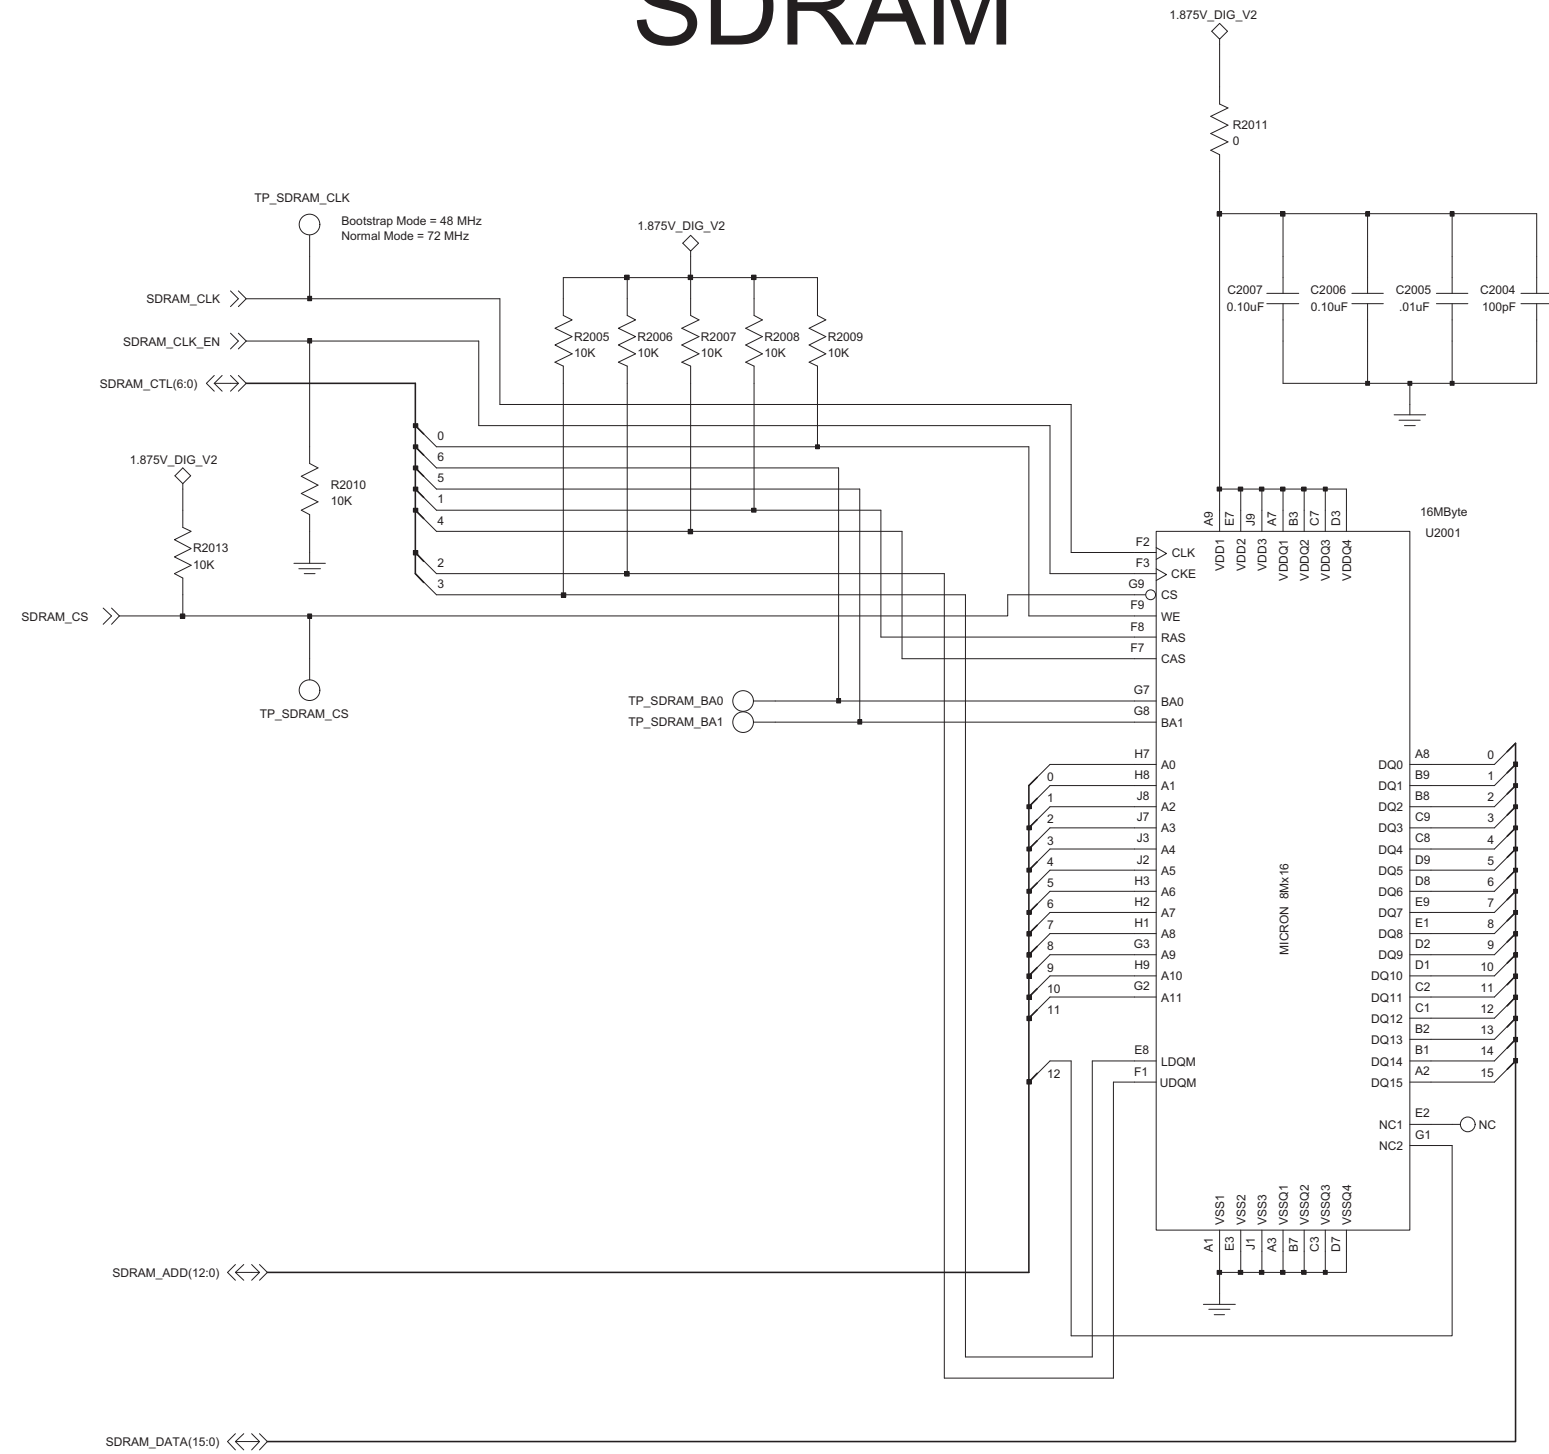 SDRAM
1.875V_DIG_V2
R2011
0
TP_SDRAM_CLK
Bootstrap Mode = 48 MHz
Normal Mode = 72 MHz
1.875V_DIG_V2
SDRAM_CLK
C2007
0.10uF
C2006
0.10uF
C2005
.01uF
C2004
100pF
SDRAM_CLK_EN
R2005
10K
R2006
10K
R2007
10K
R2008
10K
R2009
10K
SDRAM_CTL(6:0)
0
6
5
1
4
2
3
1.875V_DIG_V2
R2010
10K
R2013
10K
SDRAM_CS
TP_SDRAM_CS
16MByte
U2001
A9
E7
J9
A7
B3
C7
D3
VDD1
VDD2
VDD3
VDDQ1
VDDQ2
VDDQ3
VDDQ4
F2
CLK
F3
CKE
G9
CS
F9
WE
F8
RAS
F7
CAS
TP_SDRAM_BA0
G7
BA0
TP_SDRAM_BA1
G8
BA1
H7
A0
0
H8
A1
1
J8
A2
2
J7
A3
3
J3
A4
4
J2
A5
5
H3
A6
6
H2
A7
7
H1
A8
8
G3
A9
9
H9
A10
10
G2
A11
11
12
E8
LDQM
F1
UDQM
MICRON 8Mx16
DQ0
A8
0
DQ1
B9
1
DQ2
B8
2
DQ3
C9
3
DQ4
C8
4
DQ5
D9
5
DQ6
D8
6
DQ7
E9
7
DQ8
E1
8
DQ9
D2
9
DQ10
D1
10
DQ11
C2
11
DQ12
C1
12
DQ13
B2
13
DQ14
B1
14
DQ15
A2
15
NC1
E2
NC
NC2
G1
VSS1
VSS2
VSS3
VSSQ1
VSSQ2
VSSQ3
VSSQ4
A1
E3
J1
A3
B7
C3
D7
SDRAM_ADD(12:0)
SDRAM_DATA(15:0)